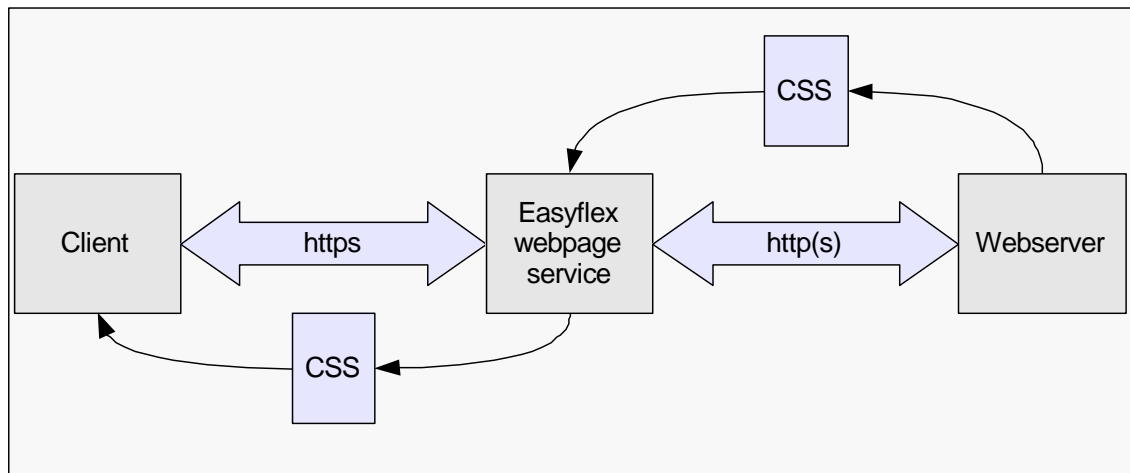 CSS
Client
https
Easyflex
webpage
service
http(s)
Webserver
CSS